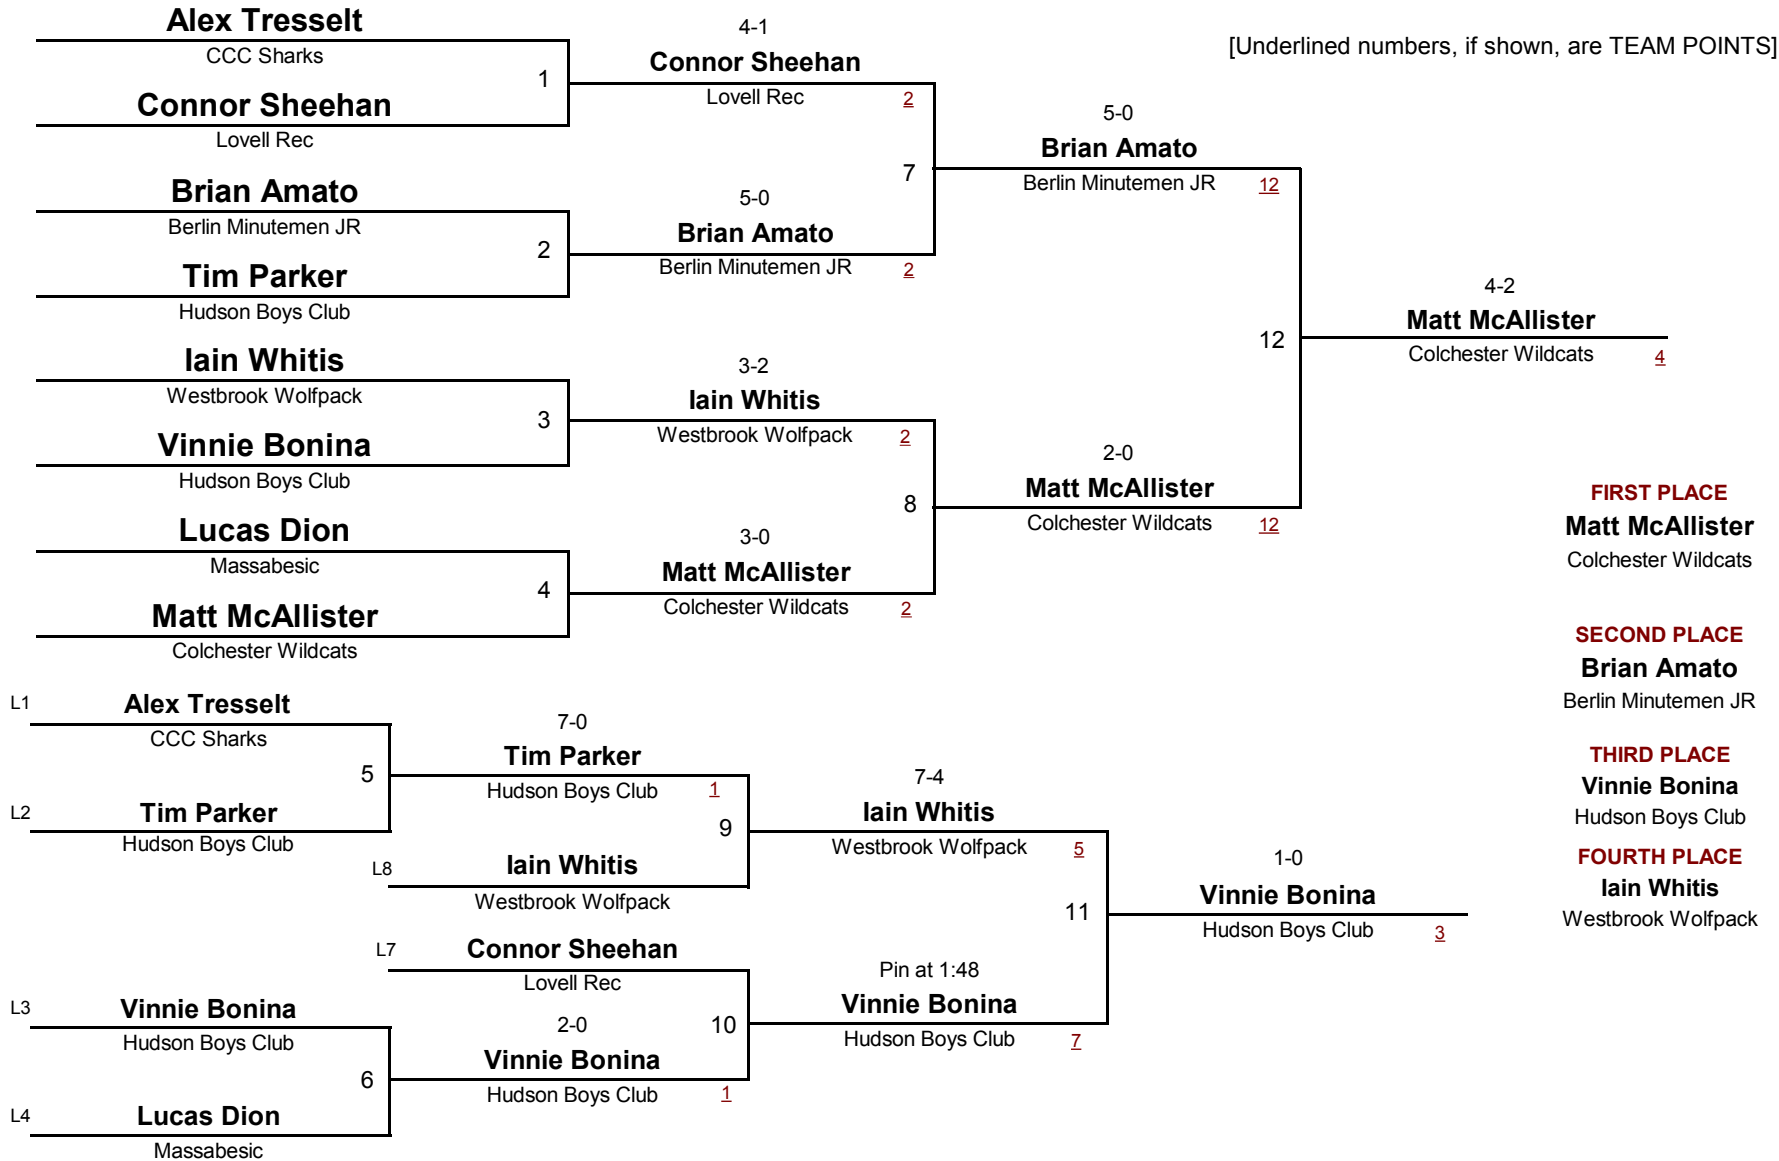 Alex Tresselt
CCC Sharks
1
Connor Sheehan
Lovell Rec
Brian Amato
Berlin Minutemen JR
2
Tim Parker
Hudson Boys Club
Iain Whitis
Westbrook Wolfpack
3
Vinnie Bonina
Hudson Boys Club
Lucas Dion
Massabesic
4
Matt McAllister
Colchester Wildcats
4-1
Connor Sheehan
Lovell Rec 2
7
5-0
Brian Amato
Berlin Minutemen JR 2
3-2
Iain Whitis
Westbrook Wolfpack 2
8
3-0
Matt McAllister
Colchester Wildcats 2
[Underlined numbers, if shown, are TEAM POINTS]
5-0
Brian Amato
Berlin Minutemen JR 12
12
2-0
Matt McAllister
Colchester Wildcats 12
4-2
Matt McAllister
Colchester Wildcats 4
L1 Alex Tresselt
CCC Sharks
5
L2 Tim Parker
Hudson Boys Club
7-0
Tim Parker
Hudson Boys Club 1
9
L8 Iain Whitis
Westbrook Wolfpack
L7 Connor Sheehan
Lovell Rec
10
L3 Vinnie Bonina
Hudson Boys Club
6
L4 Lucas Dion
Massabesic
2-0
Vinnie Bonina
Hudson Boys Club 1
7-4
Iain Whitis
Westbrook Wolfpack 5
11
Pin at 1:48
Vinnie Bonina
Hudson Boys Club 7
1-0
Vinnie Bonina
Hudson Boys Club 3
FIRST PLACE
Matt McAllister
Colchester Wildcats
SECOND PLACE
Brian Amato
Berlin Minutemen JR
THIRD PLACE
Vinnie Bonina
Hudson Boys Club
FOURTH PLACE
Iain Whitis
Westbrook Wolfpack